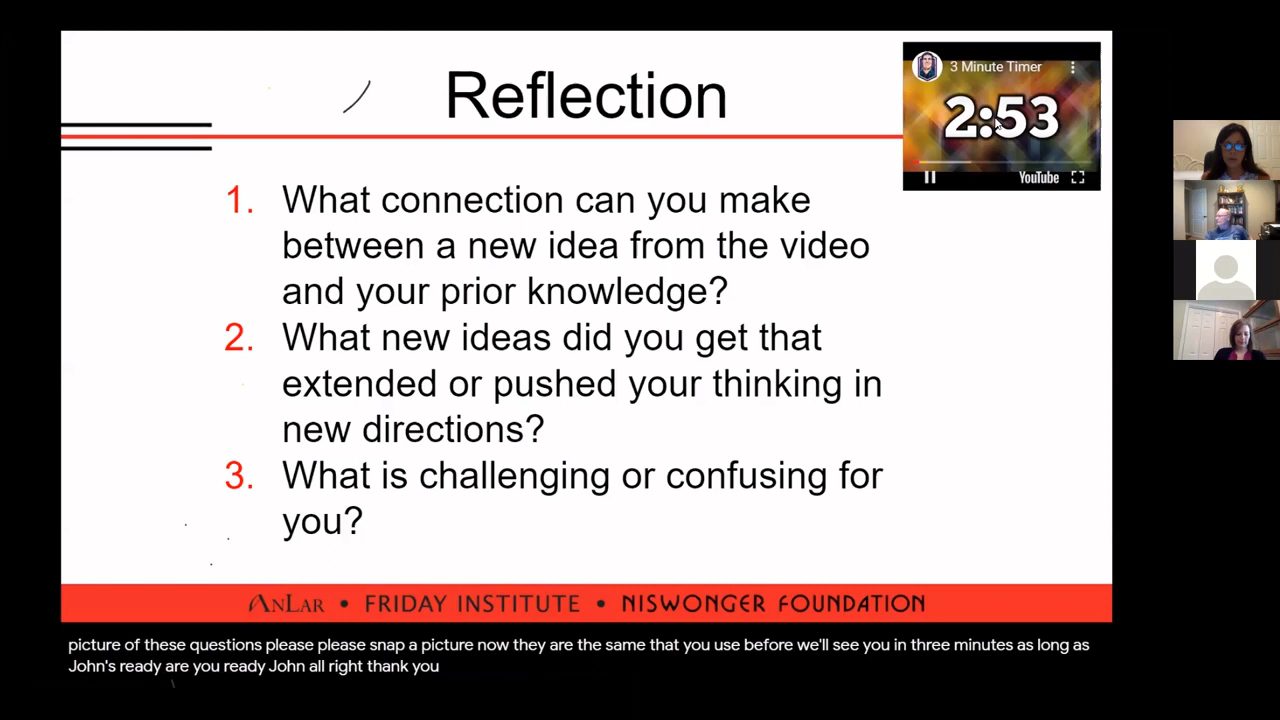 Reflection
3 Minute Timer
2:53
YouTube
1. What connection can you make
between a new idea from the video
and your prior knowledge?
2. What new ideas did you get that
extended or pushed your thinking in
new directions?
3. What is challenging or confusing for
you?
ANLAR • FRIDAY INSTITUTE • NISWONGER FOUNDATION
picture of these questions please please snap a picture now they are the same that you use before we'll see you in three minutes as long as
John's ready are you ready John all right thank you